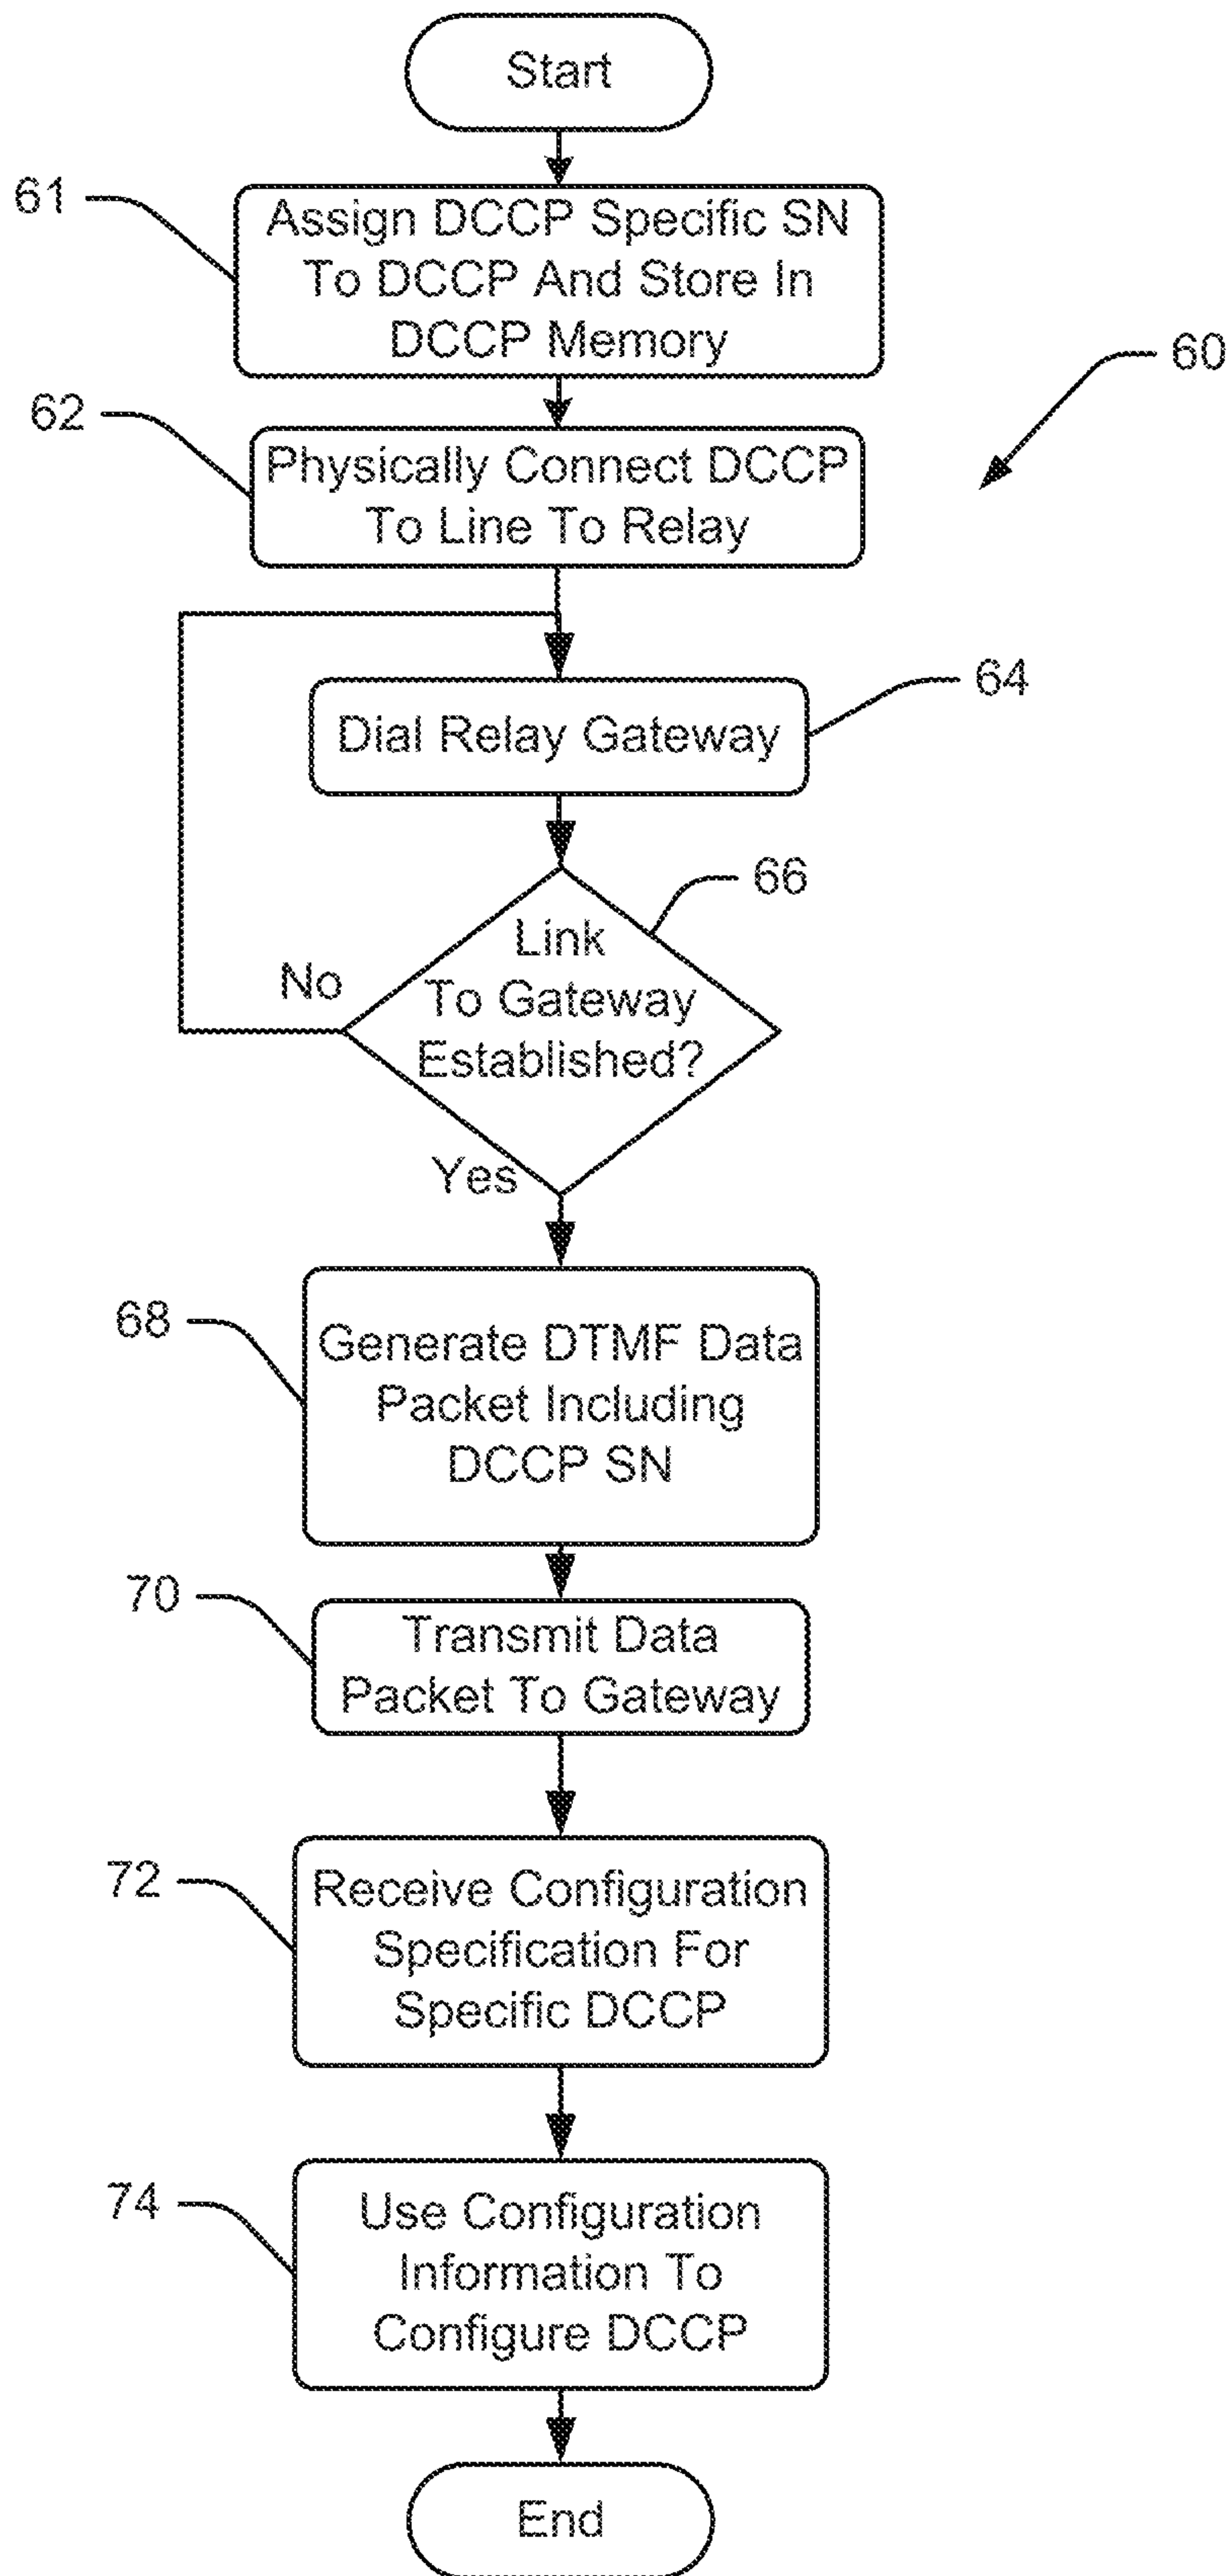 Start
61
Assign DCCP Specific SN
To DCCP And Store In
DCCP Memory
60
62
Physically Connect DCCP
To Line To Relay
64
Dial Relay Gateway
66
Link
To Gateway
Established?
No
Yes
68
Generate DTMF Data
Packet Including
DCCP SN
70
Transmit Data
Packet To Gateway
72
Receive Configuration
Specification For
Specific DCCP
74
Use Configuration
Information To
Configure DCCP
End